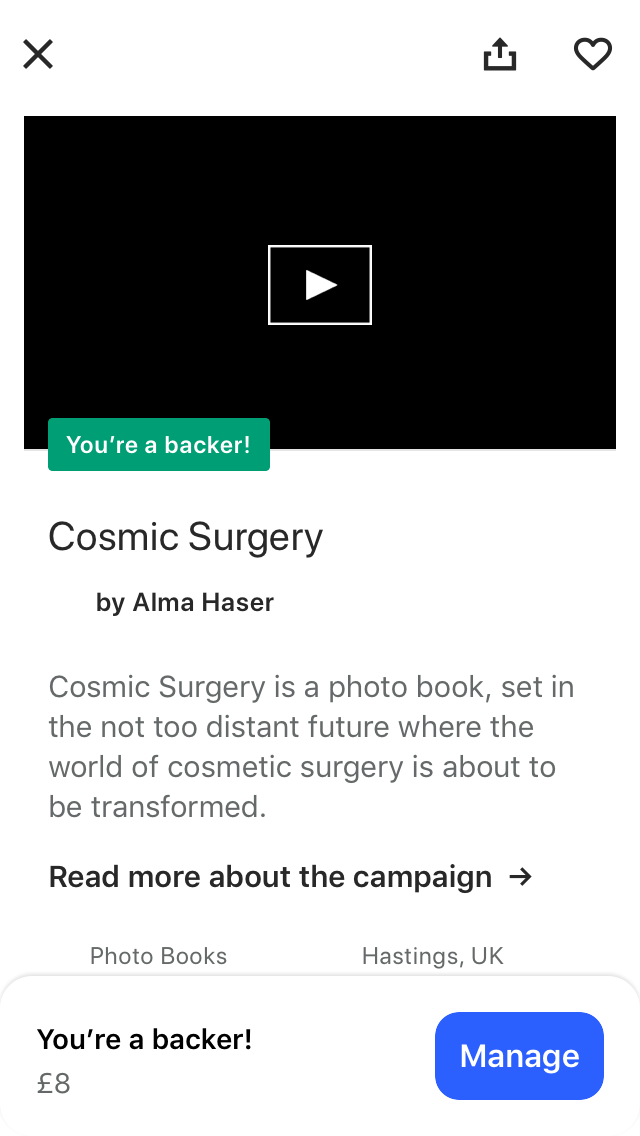 You’re a backer!
Cosmic Surgery
by Alma Haser
Cosmic Surgery is a photo book, set in
the not too distant future where the
world of cosmetic surgery is about to
be transformed.
Read more about the campaign →
Photo Books
Hastings, UK
You’re a backer!
£8
Manage